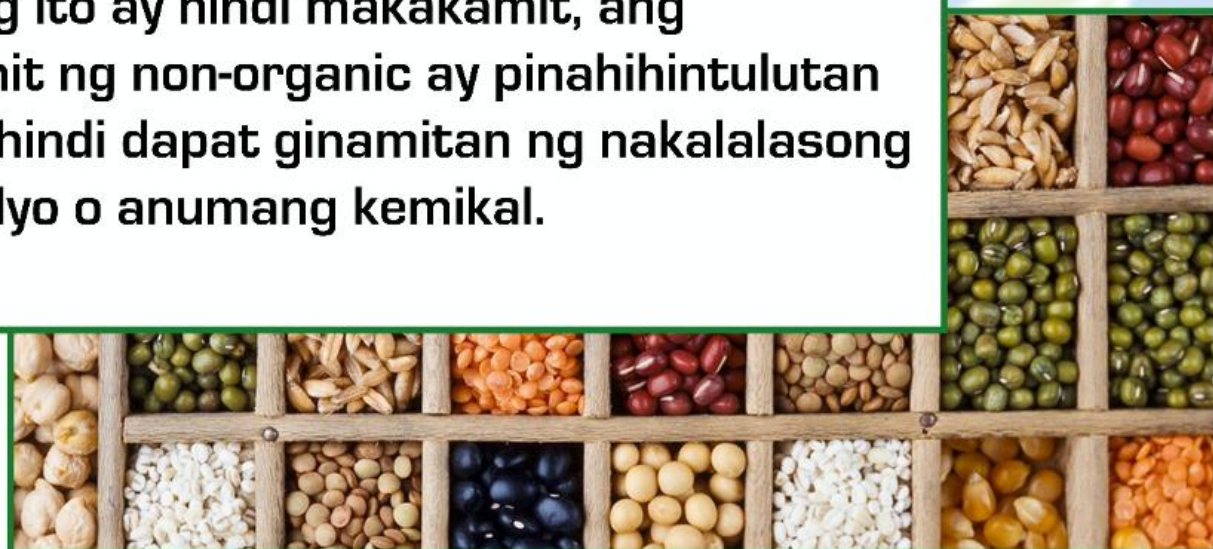 ito ay hindi makakamit, ang
ng non-organic ay pinahihintulutan
hindi dapat ginamitan ng nakalalasong
o anumang kemikal.